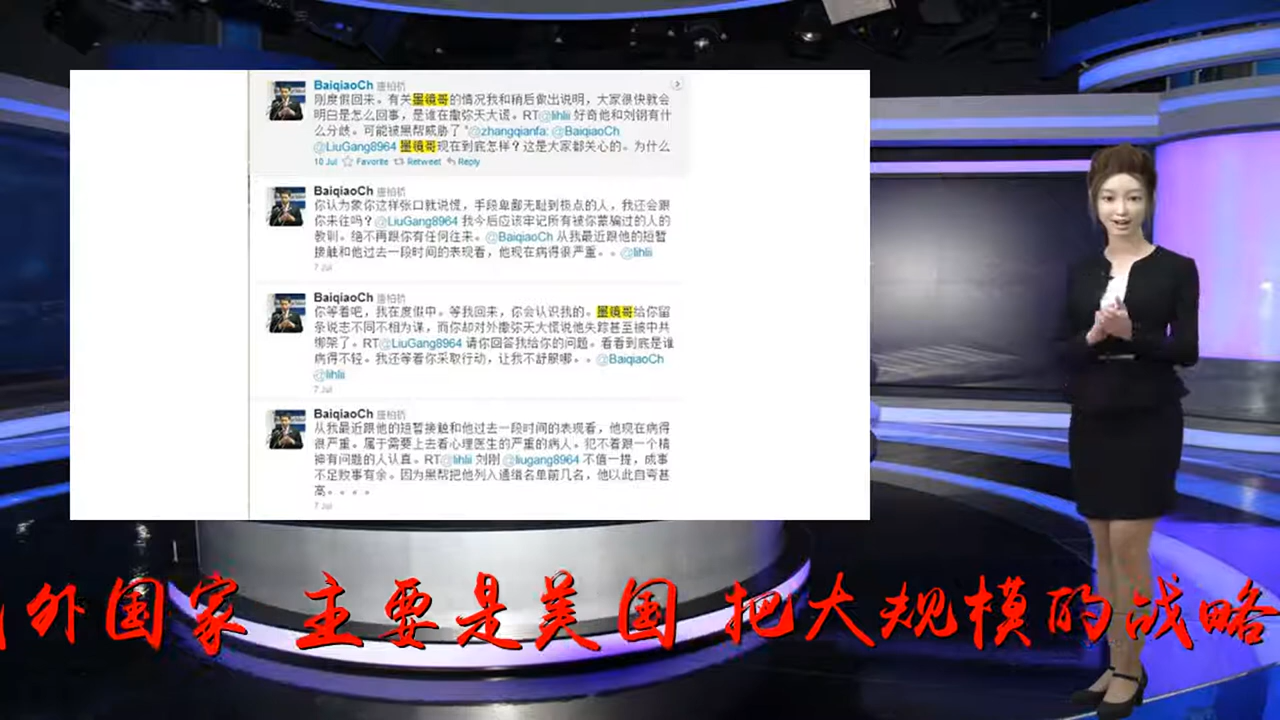 BaiqiaoCh 唐柏桥
刚度假回来。有关墨镜哥的情况我和稍后做出说明，大家很快就会
明白是怎么回事，是谁在撒弥天大谎。RT@lihlii 好奇他和刘钢有什
么分歧。可能被黑帮威胁了 "@zhangqianfa: @BaiqiaoCh
@LiuGang8964 墨镜哥现在到底怎样？这是大家都关心的。为什么
10 Jul Favorite Retweet Reply
BaiqiaoCh 唐柏桥
你认为象你这样张口就说慌，手段卑鄙无耻到极点的人，我还会跟
你来往吗？@LiuGang8964 我今后应该牢记所有被你蒙骗过的人的
教训。绝不再跟你有任何往来。@BaiqiaoCh 从我最近跟他的短暂
接触和他过去一段时间的表现看，他现在病得很严重。。@lihlii
7 Jul
BaiqiaoCh 唐柏桥
你等着吧，我在度假中。等我回来，你会认识我的。墨镜哥给你留
条说志不同不相为谋，而你却对外撒弥天大慌说他失踪甚至被中共
绑架了。RT@LiuGang8964 请你回答我给你的问题。看看到底是谁
病得不轻。我还等着你采取行动，让我不舒服哪。。@BaiqiaoCh
@lihlii
7 Jul
BaiqiaoCh 唐柏桥
从我最近跟他的短暂接触和他过去一段时间的表现看，他现在病得
很严重。属于需要上去看心理医生的严重的病人。犯不着跟一个精
神有问题的人认真。RT@lihlii 刘刚 @liugang8964 不值一提，成事
不足败事有余。因为黑帮把他列入通缉名单前几名，他以此自夸甚
高。。。。
7 Jul
外国家 主要是美国 把大规模的战略